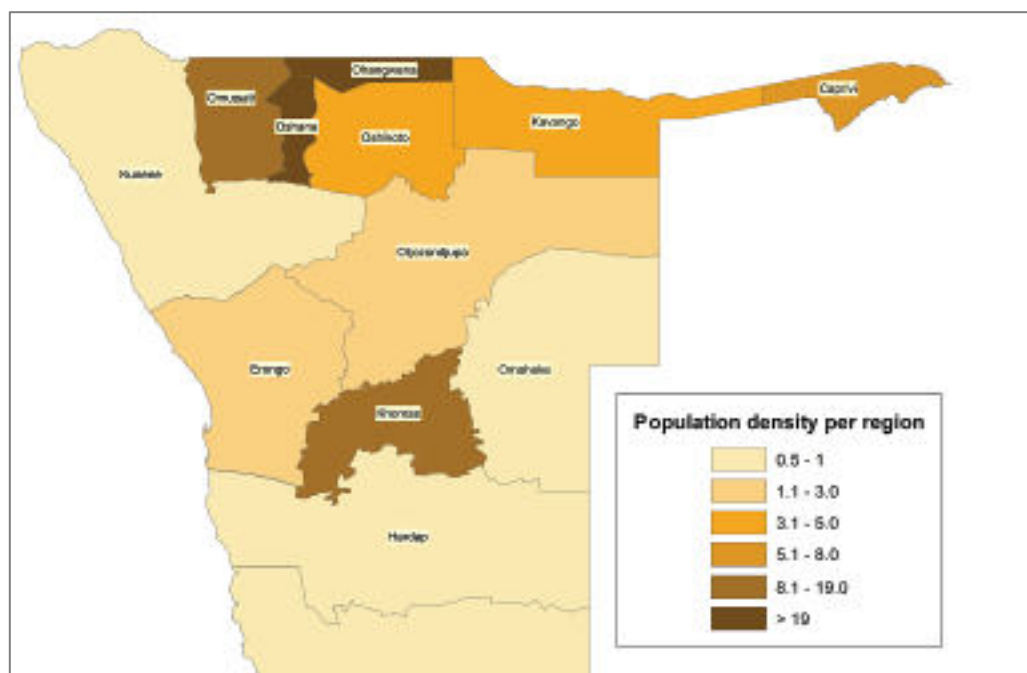 Ohangwena
Omusati
Oshana
Oshikoto
Kavango
Caprivi
Kunene
Otjozondjupa
Erongo
Omaheke
Khomas
Hardap
Population density per region
0.5 - 1
1.1 - 3.0
3.1 - 5.0
5.1 - 8.0
8.1 - 19.0
> 19